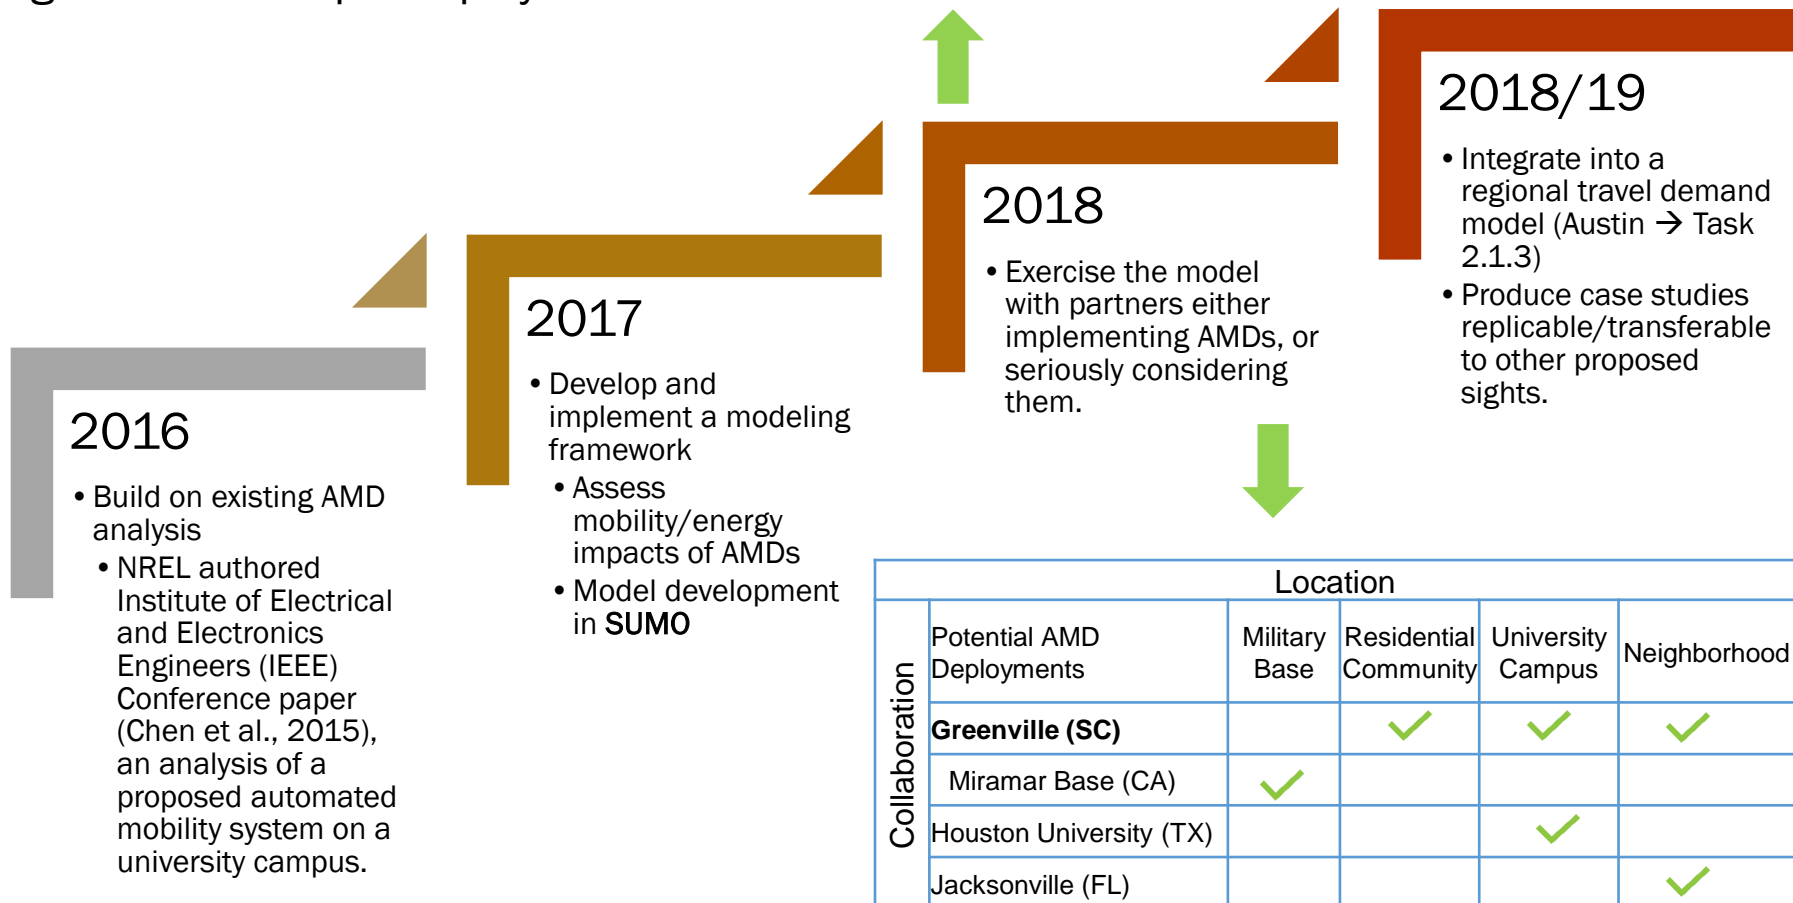 2016
• Build on existing AMD
analysis
• NREL authored
Institute of Electrical
and Electronics
Engineers (IEEE)
Conference paper
(Chen et al., 2015),
an analysis of a
proposed automated
mobility system on a
university campus.
2017
• Develop and
implement a modeling
framework
• Assess
mobility/energy
impacts of AMDs
• Model development
in SUMO
2018
• Exercise the model
with partners either
implementing AMDs, or
seriously considering
them.
2018/19
• Integrate into a
regional travel demand
model (Austin → Task
2.1.3)
• Produce case studies
replicable/transferable
to other proposed
sights.
Location
Collaboration
Potential AMD
Deployments
Military
Base
Residential
Community
University
Campus
Neighborhood
Greenville (SC) ✓ ✓ ✓
Miramar Base (CA) ✓
Houston University (TX) ✓
Jacksonville (FL) ✓